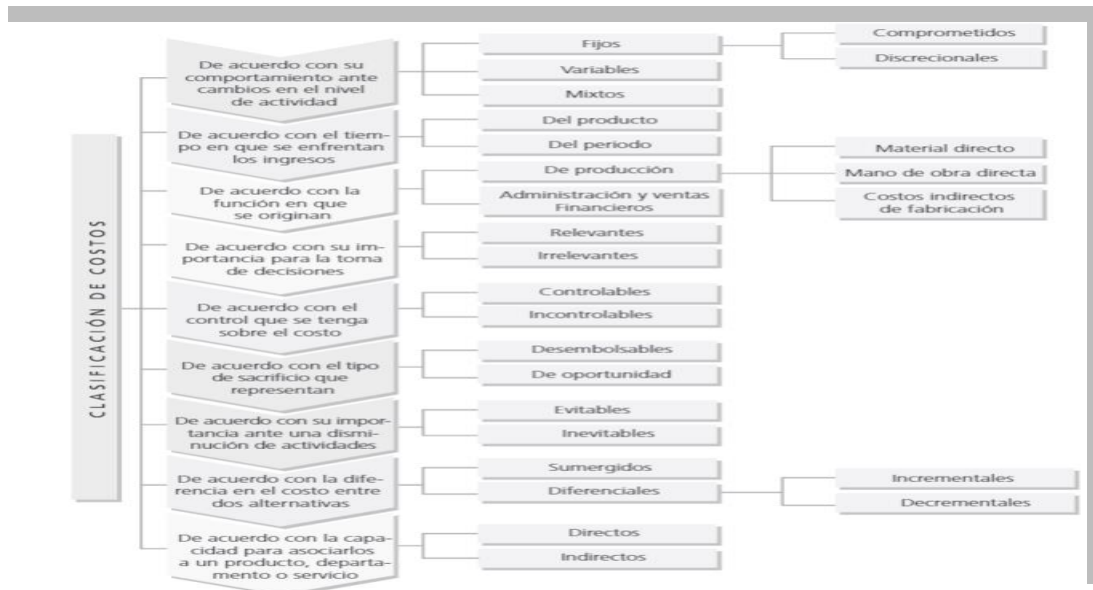 CLASIFICACIÓN DE COSTOS
De acuerdo con su
comportamiento ante
cambios en el nivel
de actividad
Fijos
Comprometidos
Discrecionales
Variables
Mixtos
De acuerdo con el tiem-
po en que se enfrentan
los ingresos
Del producto
Del periodo
De acuerdo con la
función en que
se originan
De producción
Material directo
Mano de obra directa
Costos indirectos
de fabricación
Administración y ventas
Financieros
De acuerdo con su im-
portancia para la toma
de decisiones
Relevantes
Irrelevantes
De acuerdo con el
control que se tenga
sobre el costo
Controlables
Incontrolables
De acuerdo con el tipo
de sacrificio que
representan
Desembolsables
De oportunidad
De acuerdo con su impor-
tancia ante una dismi-
nución de actividades
Evitables
Inevitables
De acuerdo con la dife-
rencia en el costo entre
dos alternativas
Sumergidos
Diferenciales
Incrementales
Decrementales
De acuerdo con la capa-
cidad para asociarlos
a un producto, departa-
mento o servicio
Directos
Indirectos